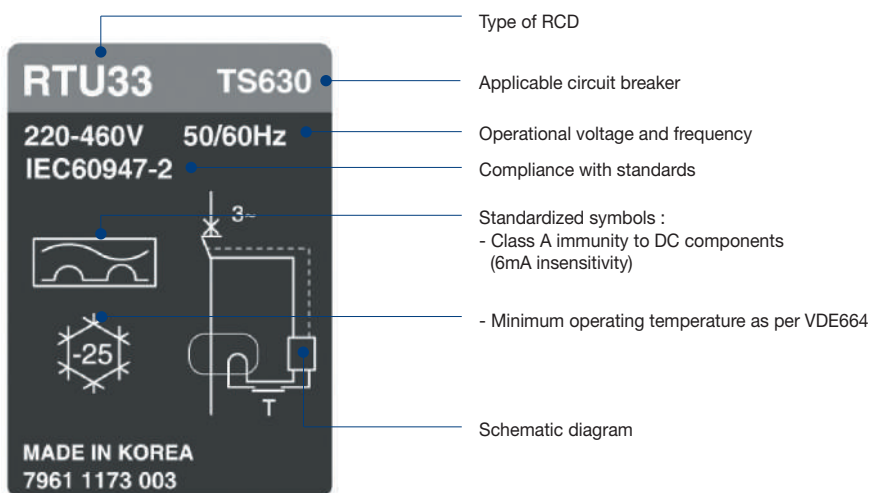 Type of RCD
RTU33 TS630
Applicable circuit breaker
220-460V 50/60Hz
Operational voltage and frequency
IEC60947-2
Compliance with standards
Standardized symbols :
- Class A immunity to DC components
(6mA insensitivity)
3~
- Minimum operating temperature as per VDE664
-25
T
Schematic diagram
MADE IN KOREA
7961 1173 003